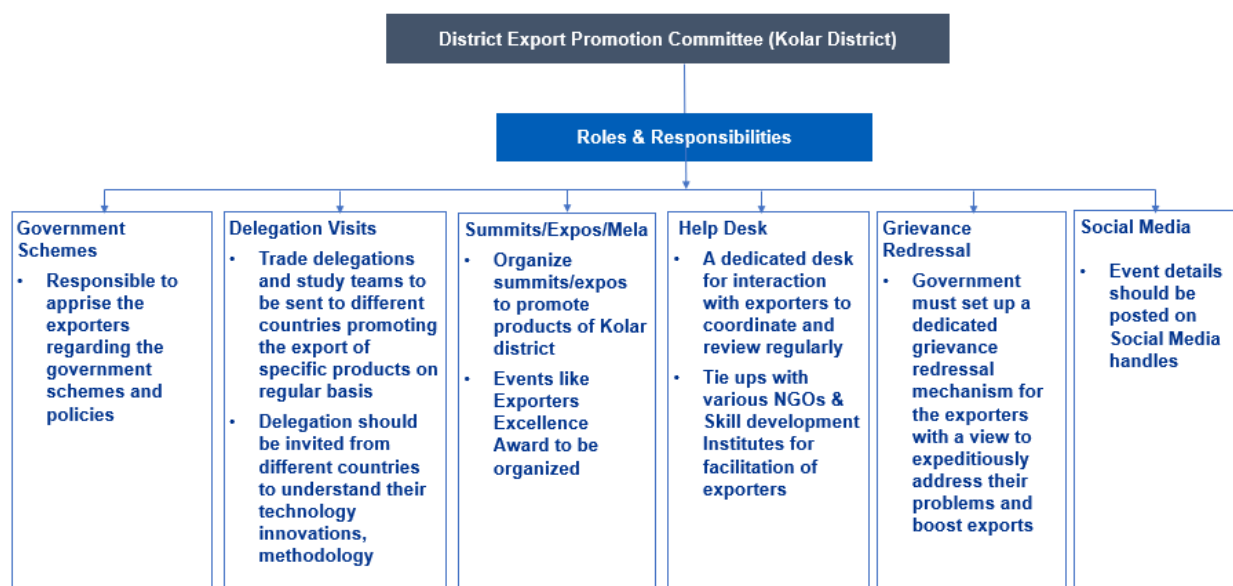 District Export Promotion Committee (Kolar District)
Roles & Responsibilities
Government
Schemes
• Responsible to
apprise the
exporters
regarding the
government
schemes and
policies
Delegation Visits
• Trade delegations
and study teams to
be sent to different
countries promoting
the export of
specific products on
regular basis
• Delegation should
be invited from
different countries
to understand their
technology
innovations,
methodology
Summits/Expos/Mela
• Organize
summits/expos
to promote
products of Kolar
district
• Events like
Exporters
Excellence
Award to be
organized
Help Desk
• A dedicated desk
for interaction
with exporters to
coordinate and
review regularly
• Tie ups with
various NGOs &
Skill development
Institutes for
facilitation of
exporters
Grievance
Redressal
• Government
must set up a
dedicated
grievance
redressal
mechanism for
the exporters
with a view to
expeditiously
address their
problems and
boost exports
Social Media
• Event details
should be
posted on
Social Media
handles